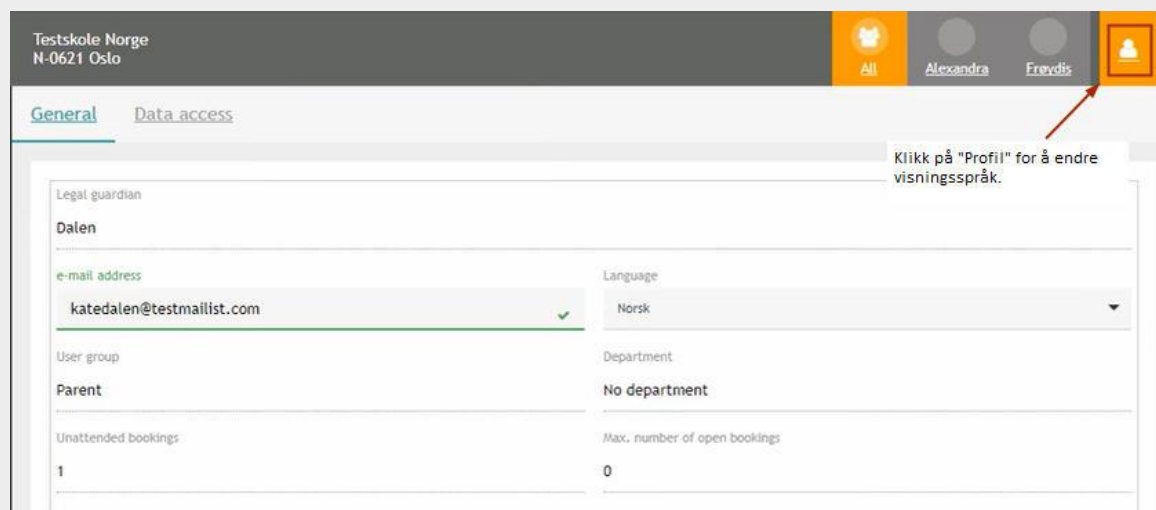 Testskole Norge
N-0621 Oslo
All
Alexandra
Frøydis
General
Data access
Klikk på "Profil" for å endre
visningsspråk.
Legal guardian
Dalen
e-mail address
Language
katedalen@testmailist.com
Norsk
User group
Department
Parent
No department
Unattended bookings
Max. number of open bookings
1
0